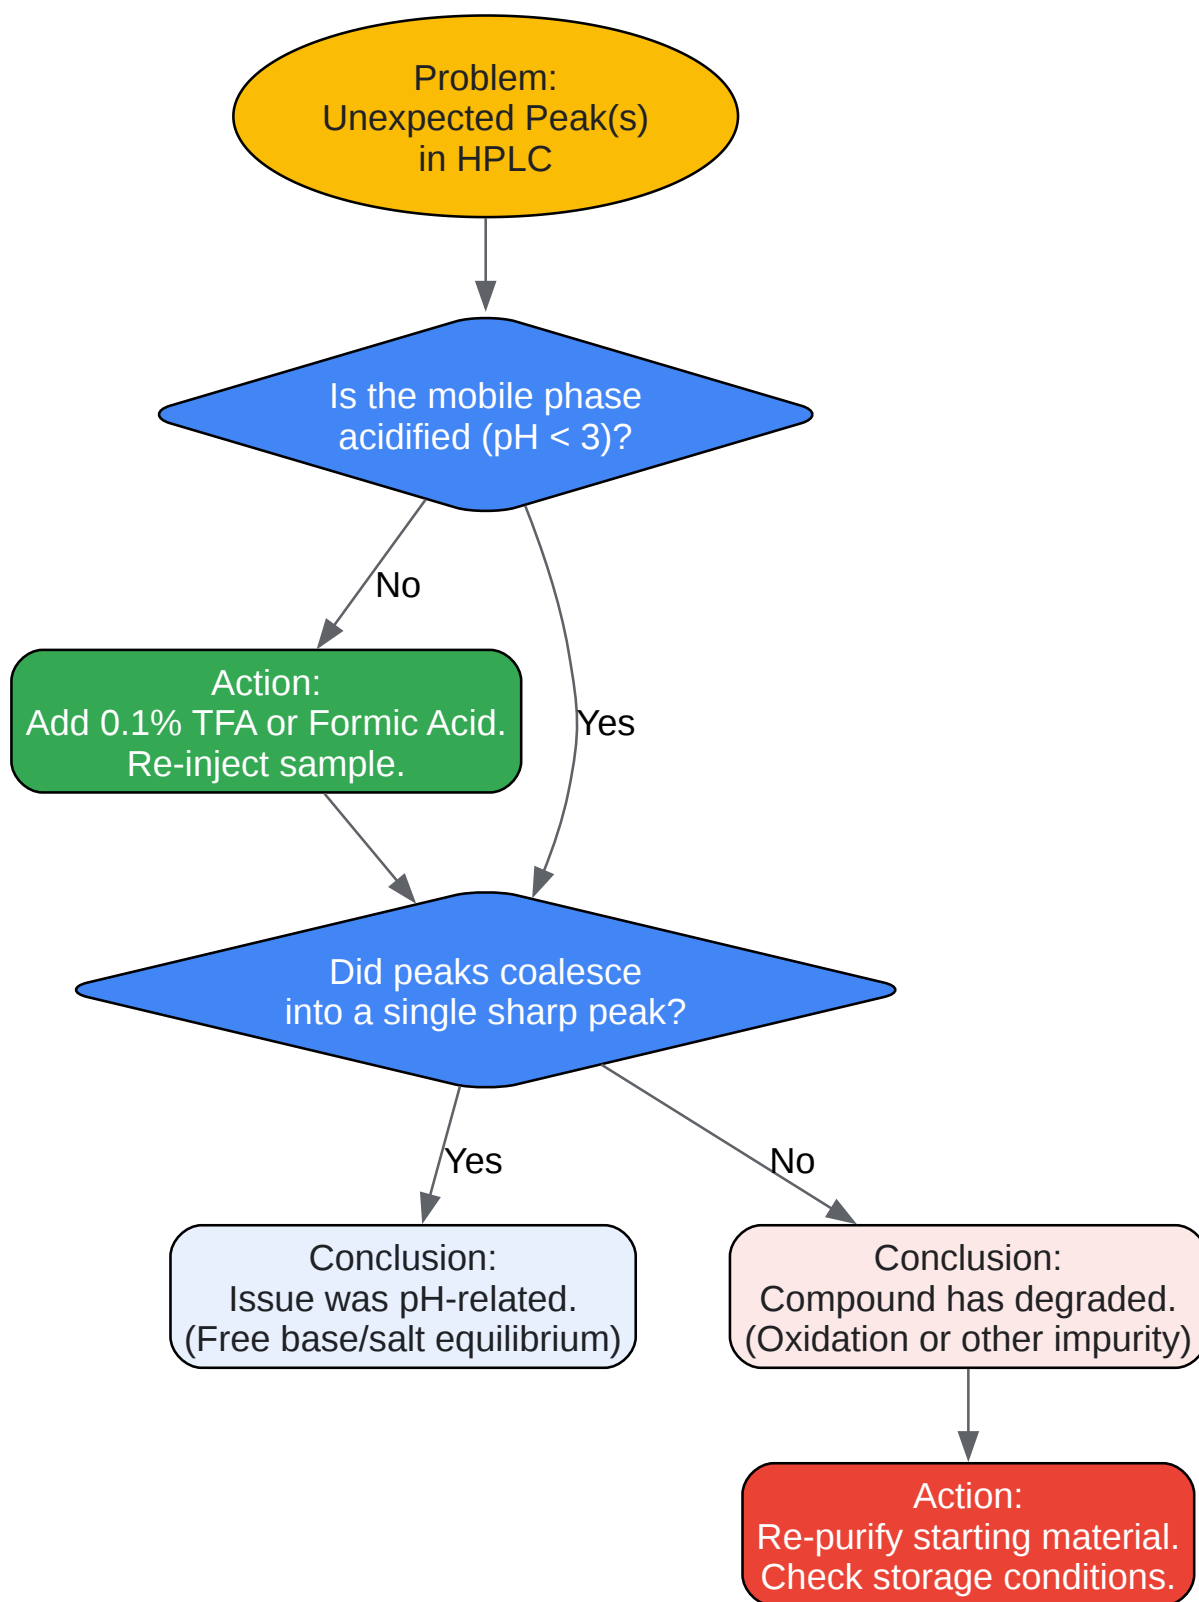 Problem:
Unexpected Peak(s)
in HPLC
Is the mobile phase
acidified (pH < 3)?
No
Action:
Add 0.1% TFA or Formic Acid.
Re-inject sample.
Yes
Did peaks coalesce
into a single sharp peak?
Yes
No
Conclusion:
Issue was pH-related.
(Free base/salt equilibrium)
Conclusion:
Compound has degraded.
(Oxidation or other impurity)
Action:
Re-purify starting material.
Check storage conditions.